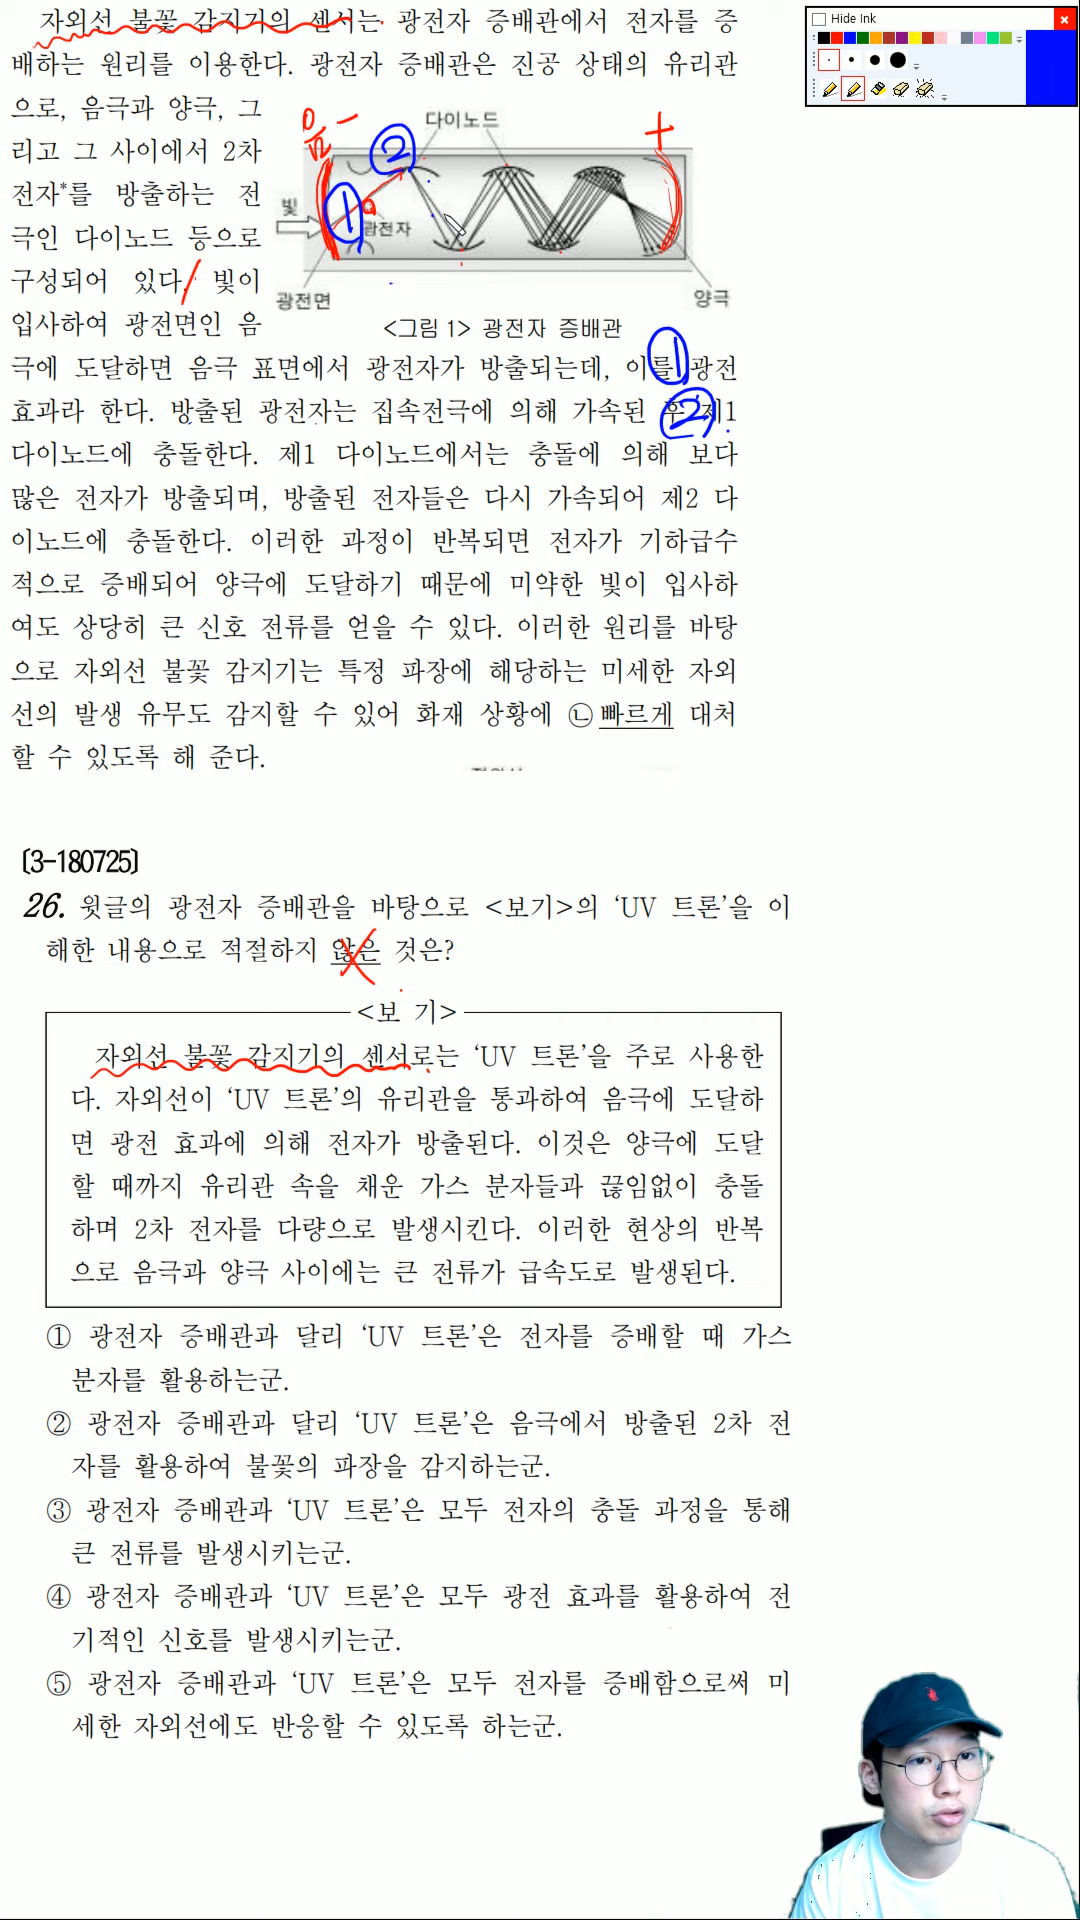 Hide Ink
자외선 불꽃 감지기의 센서는 광전자 증배관에서 전자를 증
배하는 원리를 이용한다. 광전자 증배관은 진공 상태의 유리관
으로, 음극과 양극, 그
리고 그 사이에서 2차
전자*를 방출하는 전
극인 다이노드 등으로
구성되어 있다. 빛이
입사하여 광전면인 음
음 -
다이노드
+
②
①
빛
광전자
광전면
양극
<그림 1> 광전자 증배관
극에 도달하면 음극 표면에서 광전자가 방출되는데, 이를 광전
①
효과라 한다. 방출된 광전자는 집속전극에 의해 가속된 후 제1
②
다이노드에 충돌한다. 제1 다이노드에서는 충돌에 의해 보다
많은 전자가 방출되며, 방출된 전자들은 다시 가속되어 제2 다
이노드에 충돌한다. 이러한 과정이 반복되면 전자가 기하급수
적으로 증배되어 양극에 도달하기 때문에 미약한 빛이 입사하
여도 상당히 큰 신호 전류를 얻을 수 있다. 이러한 원리를 바탕
으로 자외선 불꽃 감지기는 특정 파장에 해당하는 미세한 자외
선의 발생 유무도 감지할 수 있어 화재 상황에 ㉡빠르게 대처
할 수 있도록 해 준다.
[3-180725]
26. 윗글의 광전자 증배관을 바탕으로 <보기>의 ‘UV 트론’을 이
해한 내용으로 적절하지 않은 것은?
<보 기>
자외선 불꽃 감지기의 센서로는 ‘UV 트론’을 주로 사용한
다. 자외선이 ‘UV 트론’의 유리관을 통과하여 음극에 도달하
면 광전 효과에 의해 전자가 방출된다. 이것은 양극에 도달
할 때까지 유리관 속을 채운 가스 분자들과 끊임없이 충돌
하며 2차 전자를 다량으로 발생시킨다. 이러한 현상의 반복
으로 음극과 양극 사이에는 큰 전류가 급속도로 발생된다.
① 광전자 증배관과 달리 ‘UV 트론’은 전자를 증배할 때 가스
분자를 활용하는군.
② 광전자 증배관과 달리 ‘UV 트론’은 음극에서 방출된 2차 전
자를 활용하여 불꽃의 파장을 감지하는군.
③ 광전자 증배관과 ‘UV 트론’은 모두 전자의 충돌 과정을 통해
큰 전류를 발생시키는군.
④ 광전자 증배관과 ‘UV 트론’은 모두 광전 효과를 활용하여 전
기적인 신호를 발생시키는군.
⑤ 광전자 증배관과 ‘UV 트론’은 모두 전자를 증배함으로써 미
세한 자외선에도 반응할 수 있도록 하는군.